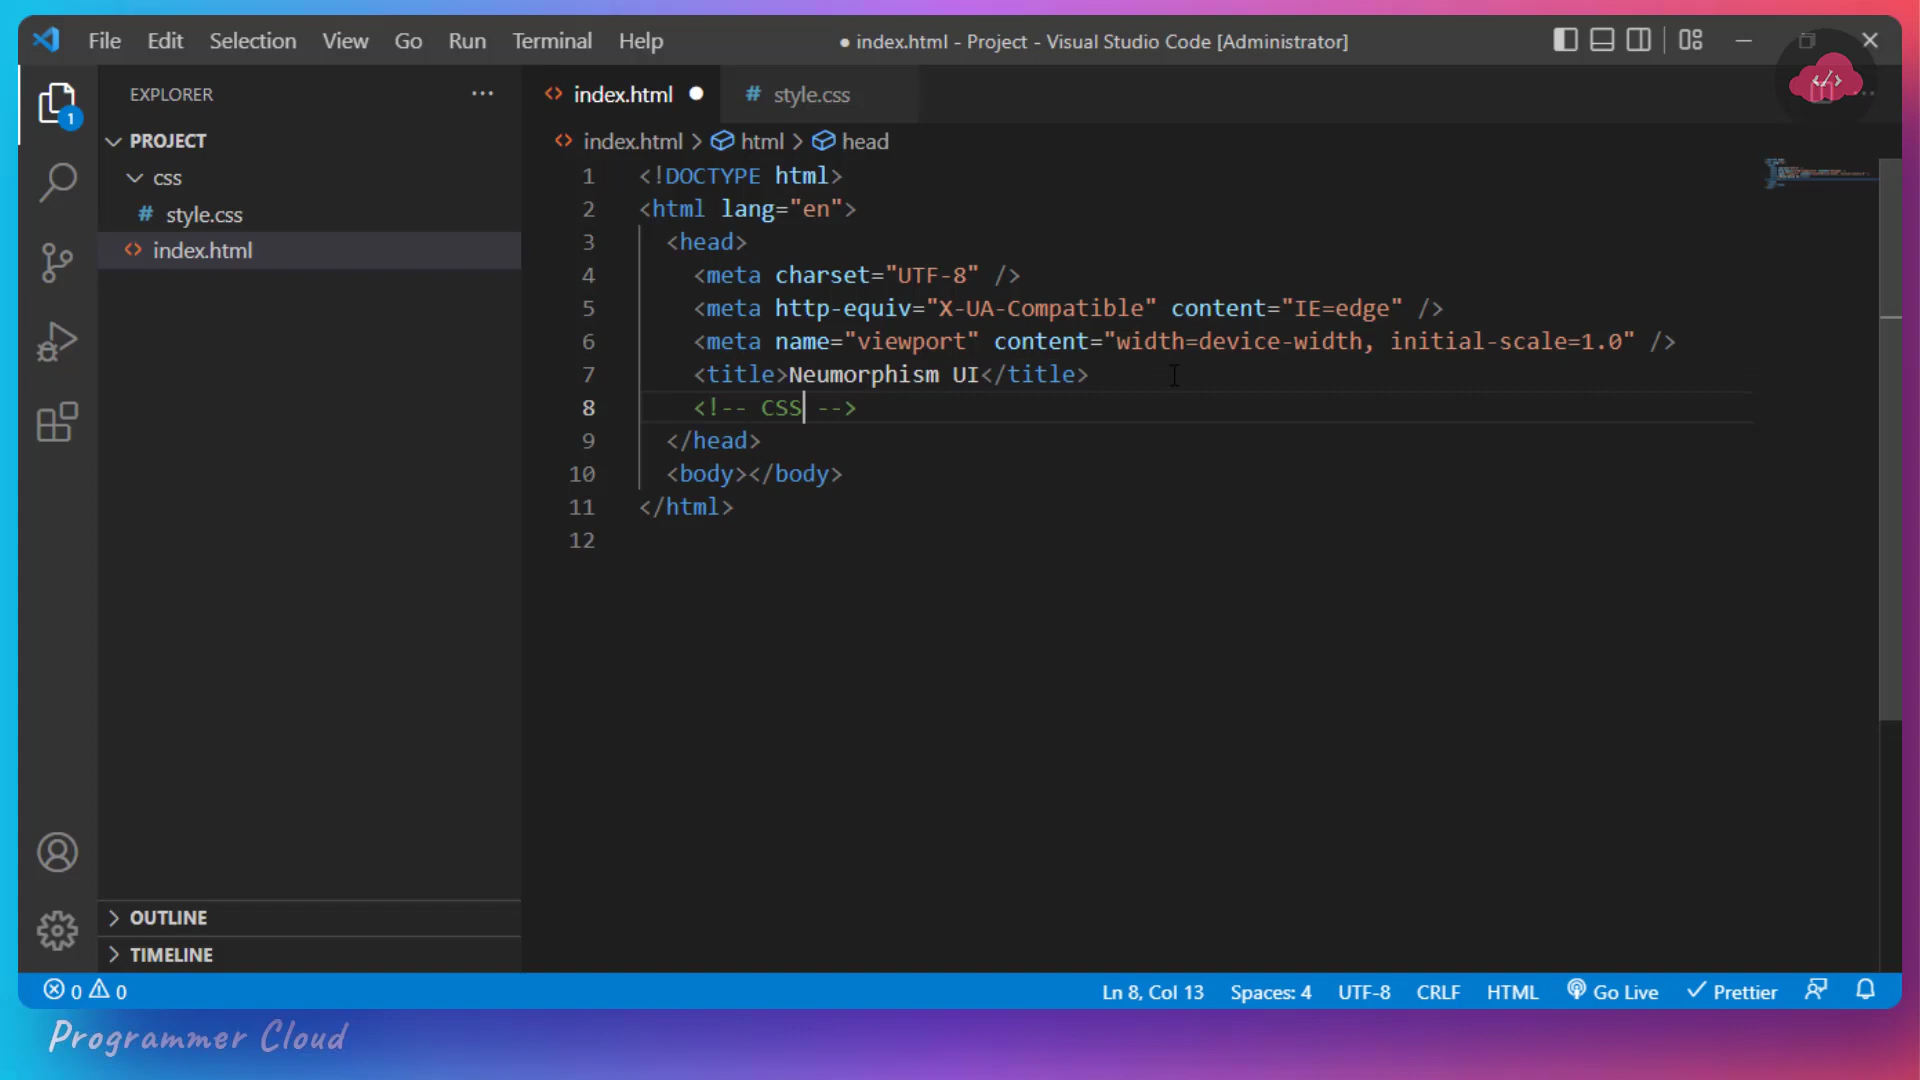 File Edit Selection View Go Run Terminal Help
● index.html - Project - Visual Studio Code [Administrator]
EXPLORER
PROJECT
css
# style.css
<> index.html
OUTLINE
TIMELINE
1
<> index.html ●
# style.css
<> index.html > html > head
1 <!DOCTYPE html>
2 <html lang="en">
3 <head>
4 <meta charset="UTF-8" />
5 <meta http-equiv="X-UA-Compatible" content="IE=edge" />
6 <meta name="viewport" content="width=device-width, initial-scale=1.0" />
7 <title>Neumorphism UI</title>
8 <!-- CSS -->
9 </head>
10 <body></body>
11 </html>
12
0 0
Ln 8, Col 13 Spaces: 4 UTF-8 CRLF HTML Go Live Prettier
Programmer Cloud